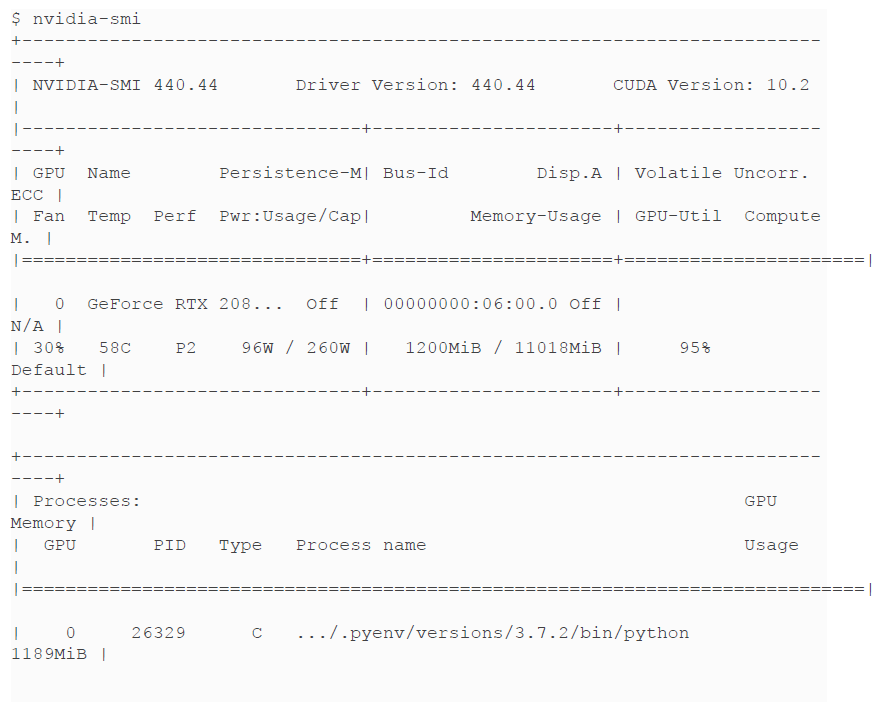 $ nvidia-smi
+-------------------------------------------------------------------------
----+
| NVIDIA-SMI 440.44       Driver Version: 440.44       CUDA Version: 10.2
|
|-------------------------------+----------------------+------------------
----+
| GPU  Name        Persistence-M| Bus-Id        Disp.A | Volatile Uncorr.
ECC |
| Fan  Temp  Perf  Pwr:Usage/Cap|         Memory-Usage | GPU-Util  Compute
M. |
|===============================+======================+======================|
|   0  GeForce RTX 208...  Off  | 00000000:06:00.0 Off |
N/A |
| 30%   58C    P2    96W / 260W |   1200MiB / 11018MiB |     95%
Default |
+-------------------------------+----------------------+------------------
----+
+-------------------------------------------------------------------------
----+
| Processes:                                                       GPU
Memory |
|  GPU       PID   Type   Process name                             Usage
|
|=============================================================================|
|    0     26329      C   .../.pyenv/versions/3.7.2/bin/python
1189MiB |